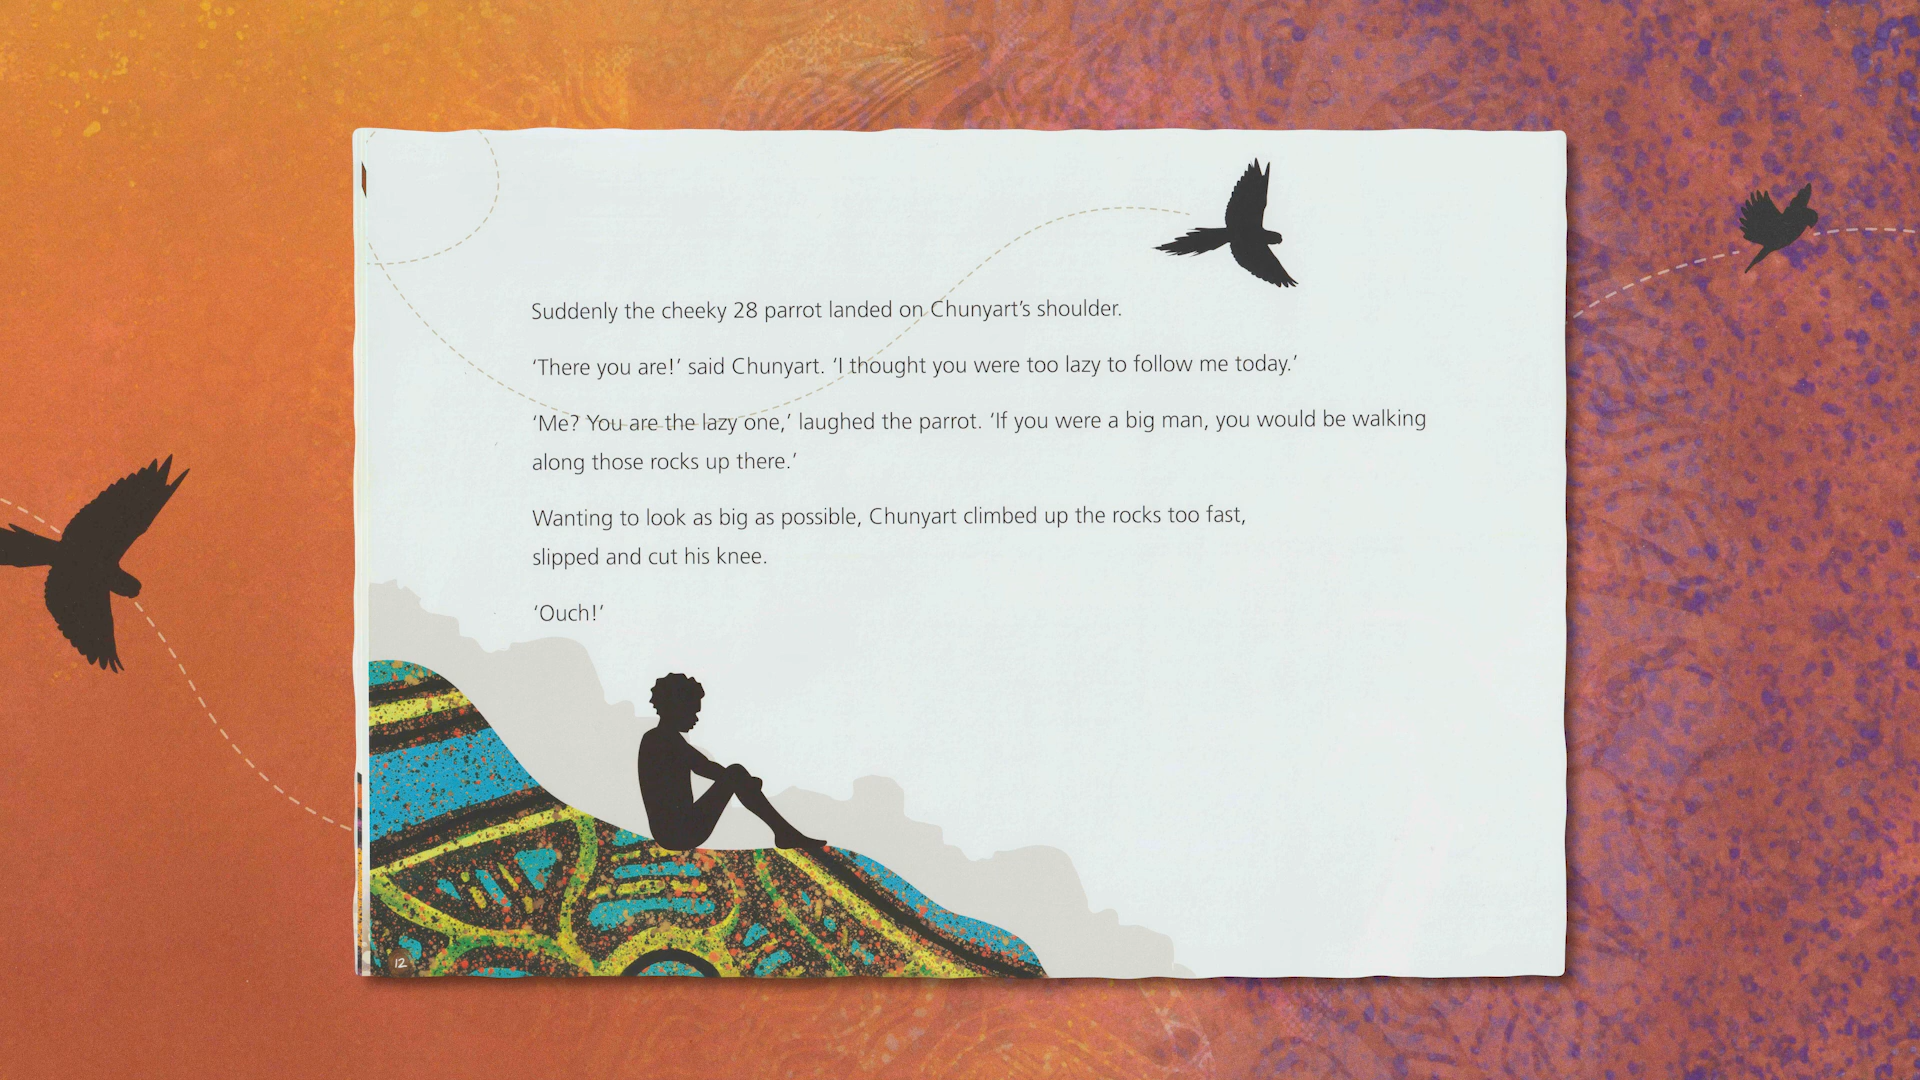 Suddenly the cheeky 28 parrot landed on Chunyart’s shoulder.
‘There you are!’ said Chunyart. ‘I thought you were too lazy to follow me today.’
‘Me? You are the lazy one,’ laughed the parrot. ‘If you were a big man, you would be walking
along those rocks up there.’
Wanting to look as big as possible, Chunyart climbed up the rocks too fast,
slipped and cut his knee.
‘Ouch!’
12